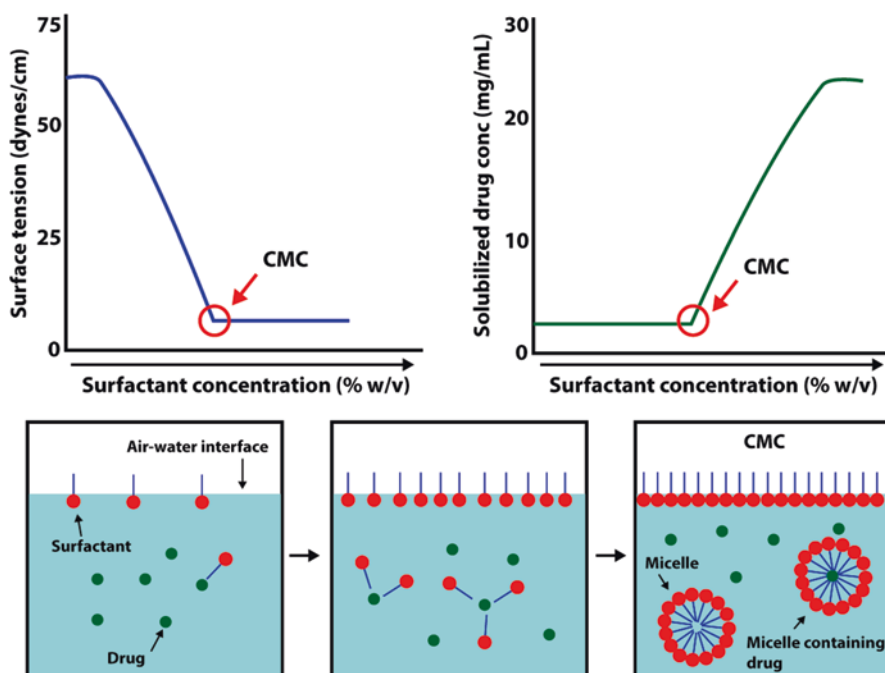 Surface tension (dynes/cm)
75
50
25
0
CMC
Surfactant concentration (% w/v)
Solubilized drug conc (mg/mL)
30
20
10
0
CMC
Surfactant concentration (% w/v)
Air-water interface
Surfactant
Drug
CMC
Micelle
Micelle containing
drug